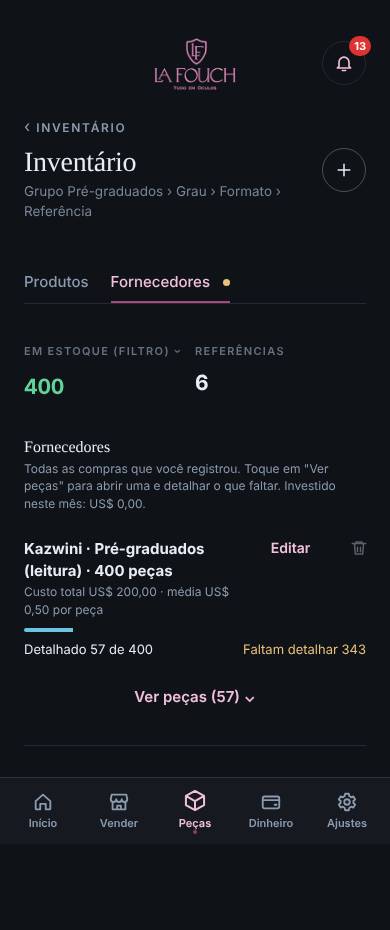 13
LA FOUCH
TUDO EM ÓCULOS
‹ INVENTÁRIO
Inventário
Grupo Pré-graduados › Grau › Formato ›
Referência
Produtos Fornecedores
EM ESTOQUE (FILTRO) REFERÊNCIAS
400 6
Fornecedores
Todas as compras que você registrou. Toque em "Ver
peças" para abrir uma e detalhar o que faltar. Investido
neste mês: US$ 0,00.
Kazwini · Pré-graduados Editar
(leitura) · 400 peças
Custo total US$ 200,00 · média US$
0,50 por peça
Detalhado 57 de 400 Faltam detalhar 343
Ver peças (57)
Início Vender Peças Dinheiro Ajustes